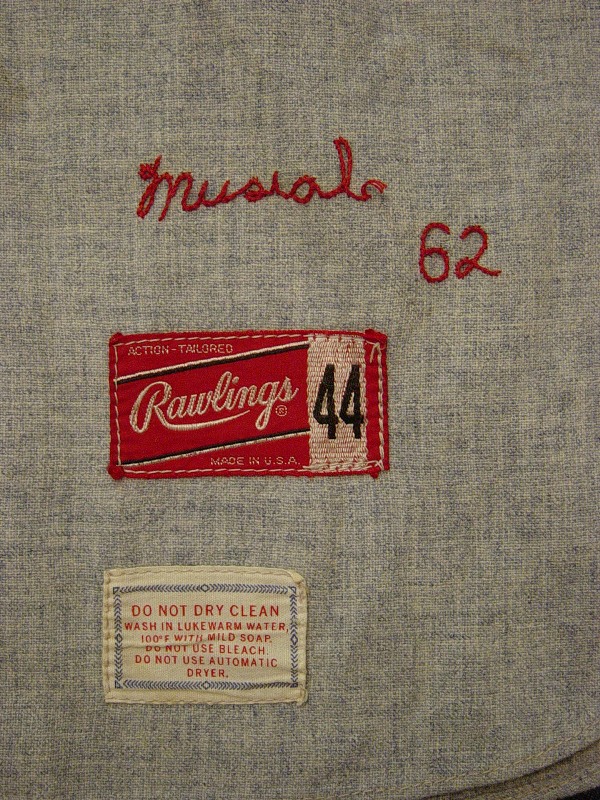 Musial
62
ACTION-TAILORED
Rawlings®
44
MADE IN U.S.A.
DO NOT DRY CLEAN
WASH IN LUKEWARM WATER,
100°F WITH MILD SOAP.
DO NOT USE BLEACH.
DO NOT USE AUTOMATIC
DRYER.